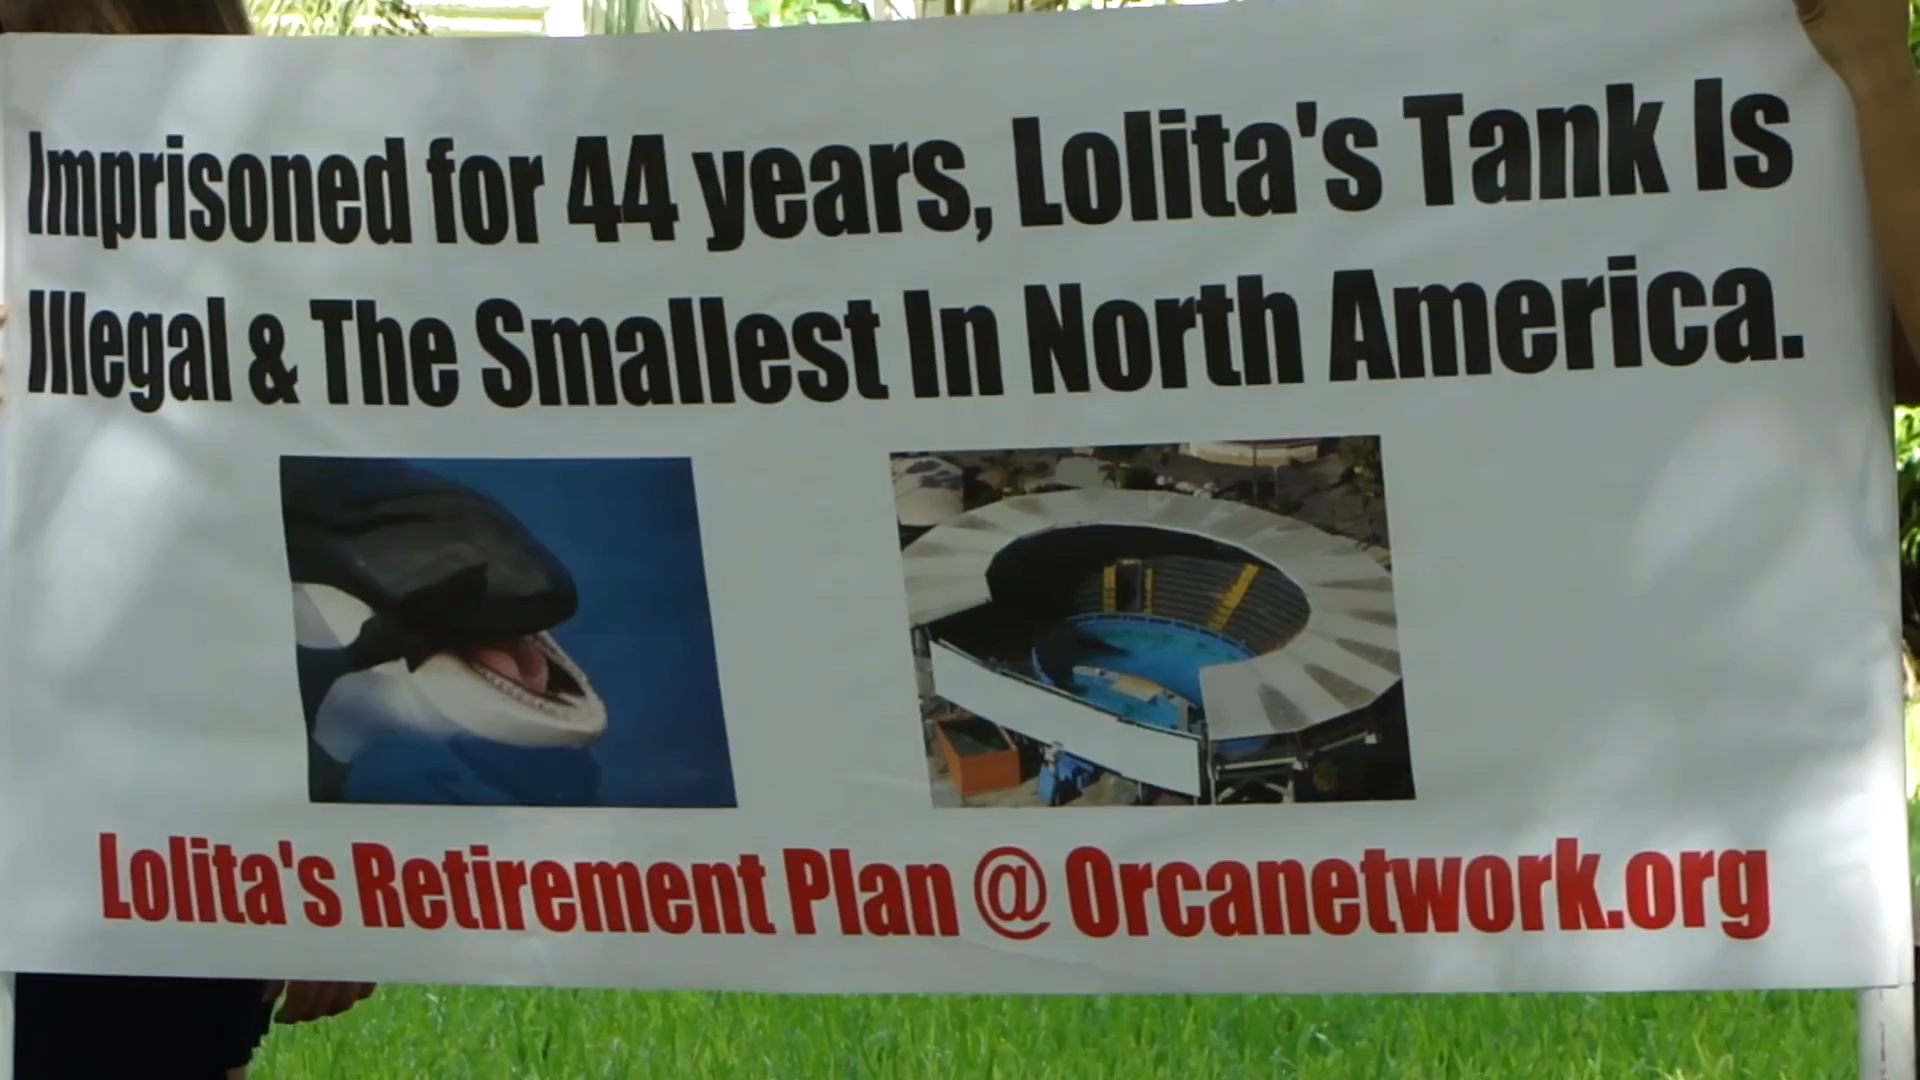 Imprisoned for 44 years, Lolita's Tank Is
Illegal & The Smallest In North America.
Lolita's Retirement Plan @ Orcanetwork.org